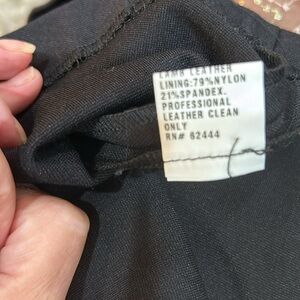 LAMB LEATHER
LINING:79%NYLON
21%SPANDEX.
PROFESSIONAL
LEATHER CLEAN
ONLY
RN# 62444